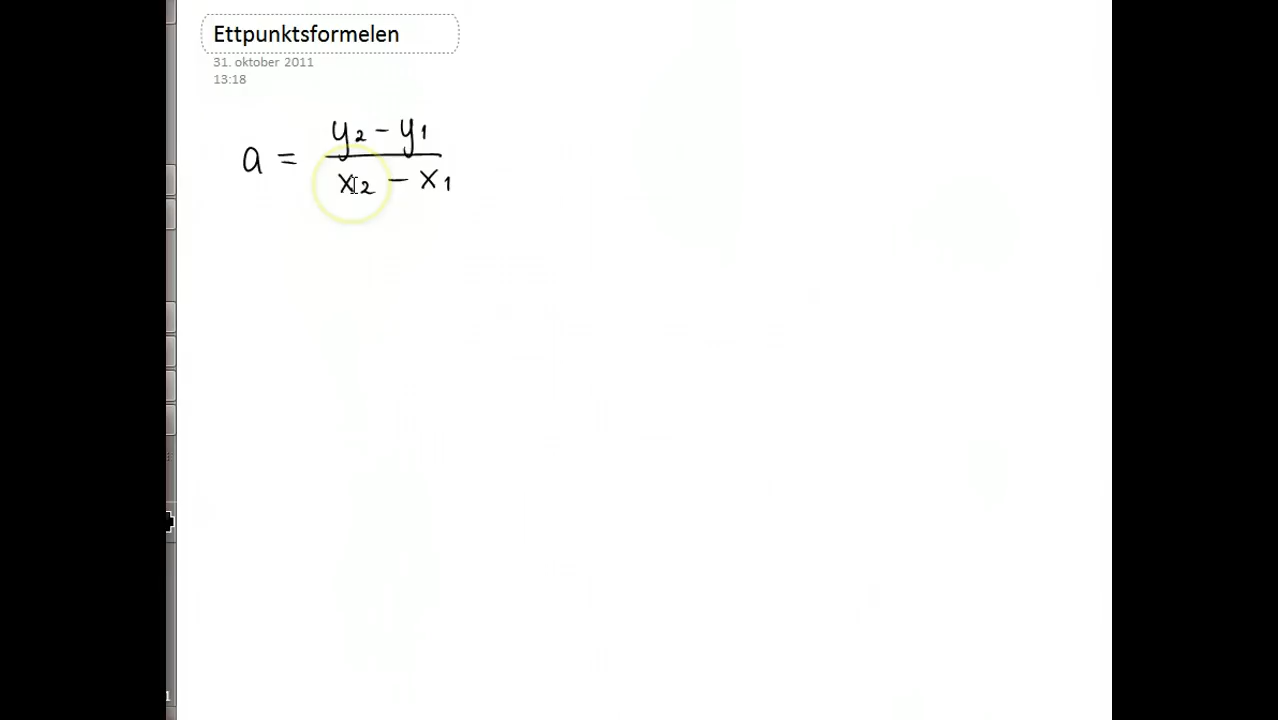 Ettpunktsformelen
31. oktober 2011
13:18
y₂ − y₁
a =
x₂ − x₁